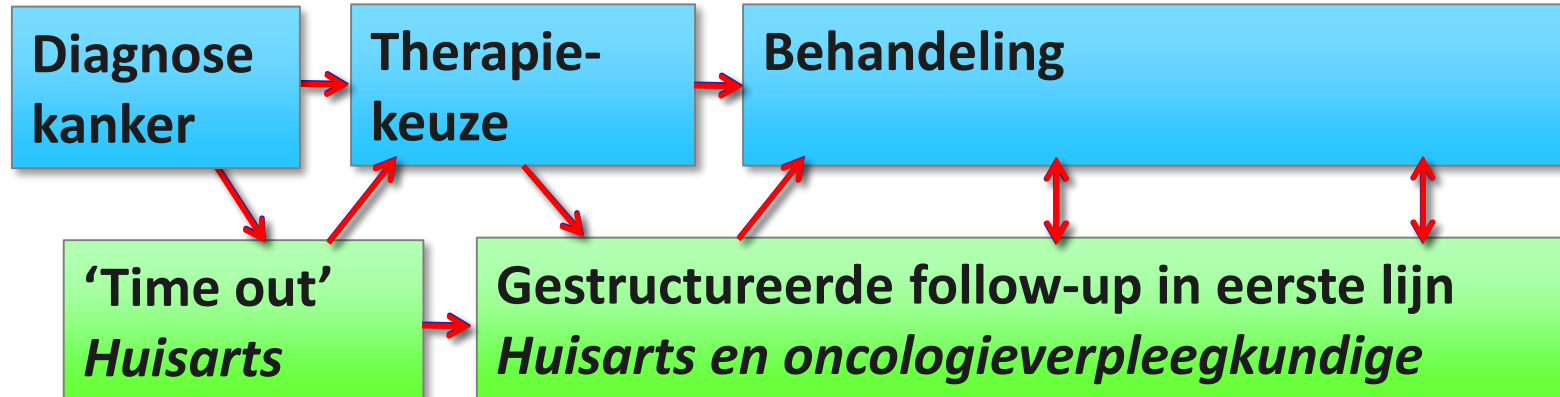 Diagnose
kanker
Therapie-
keuze
Behandeling
‘Time out’
Huisarts
Gestructureerde follow-up in eerste lijn
Huisarts en oncologieverpleegkundige